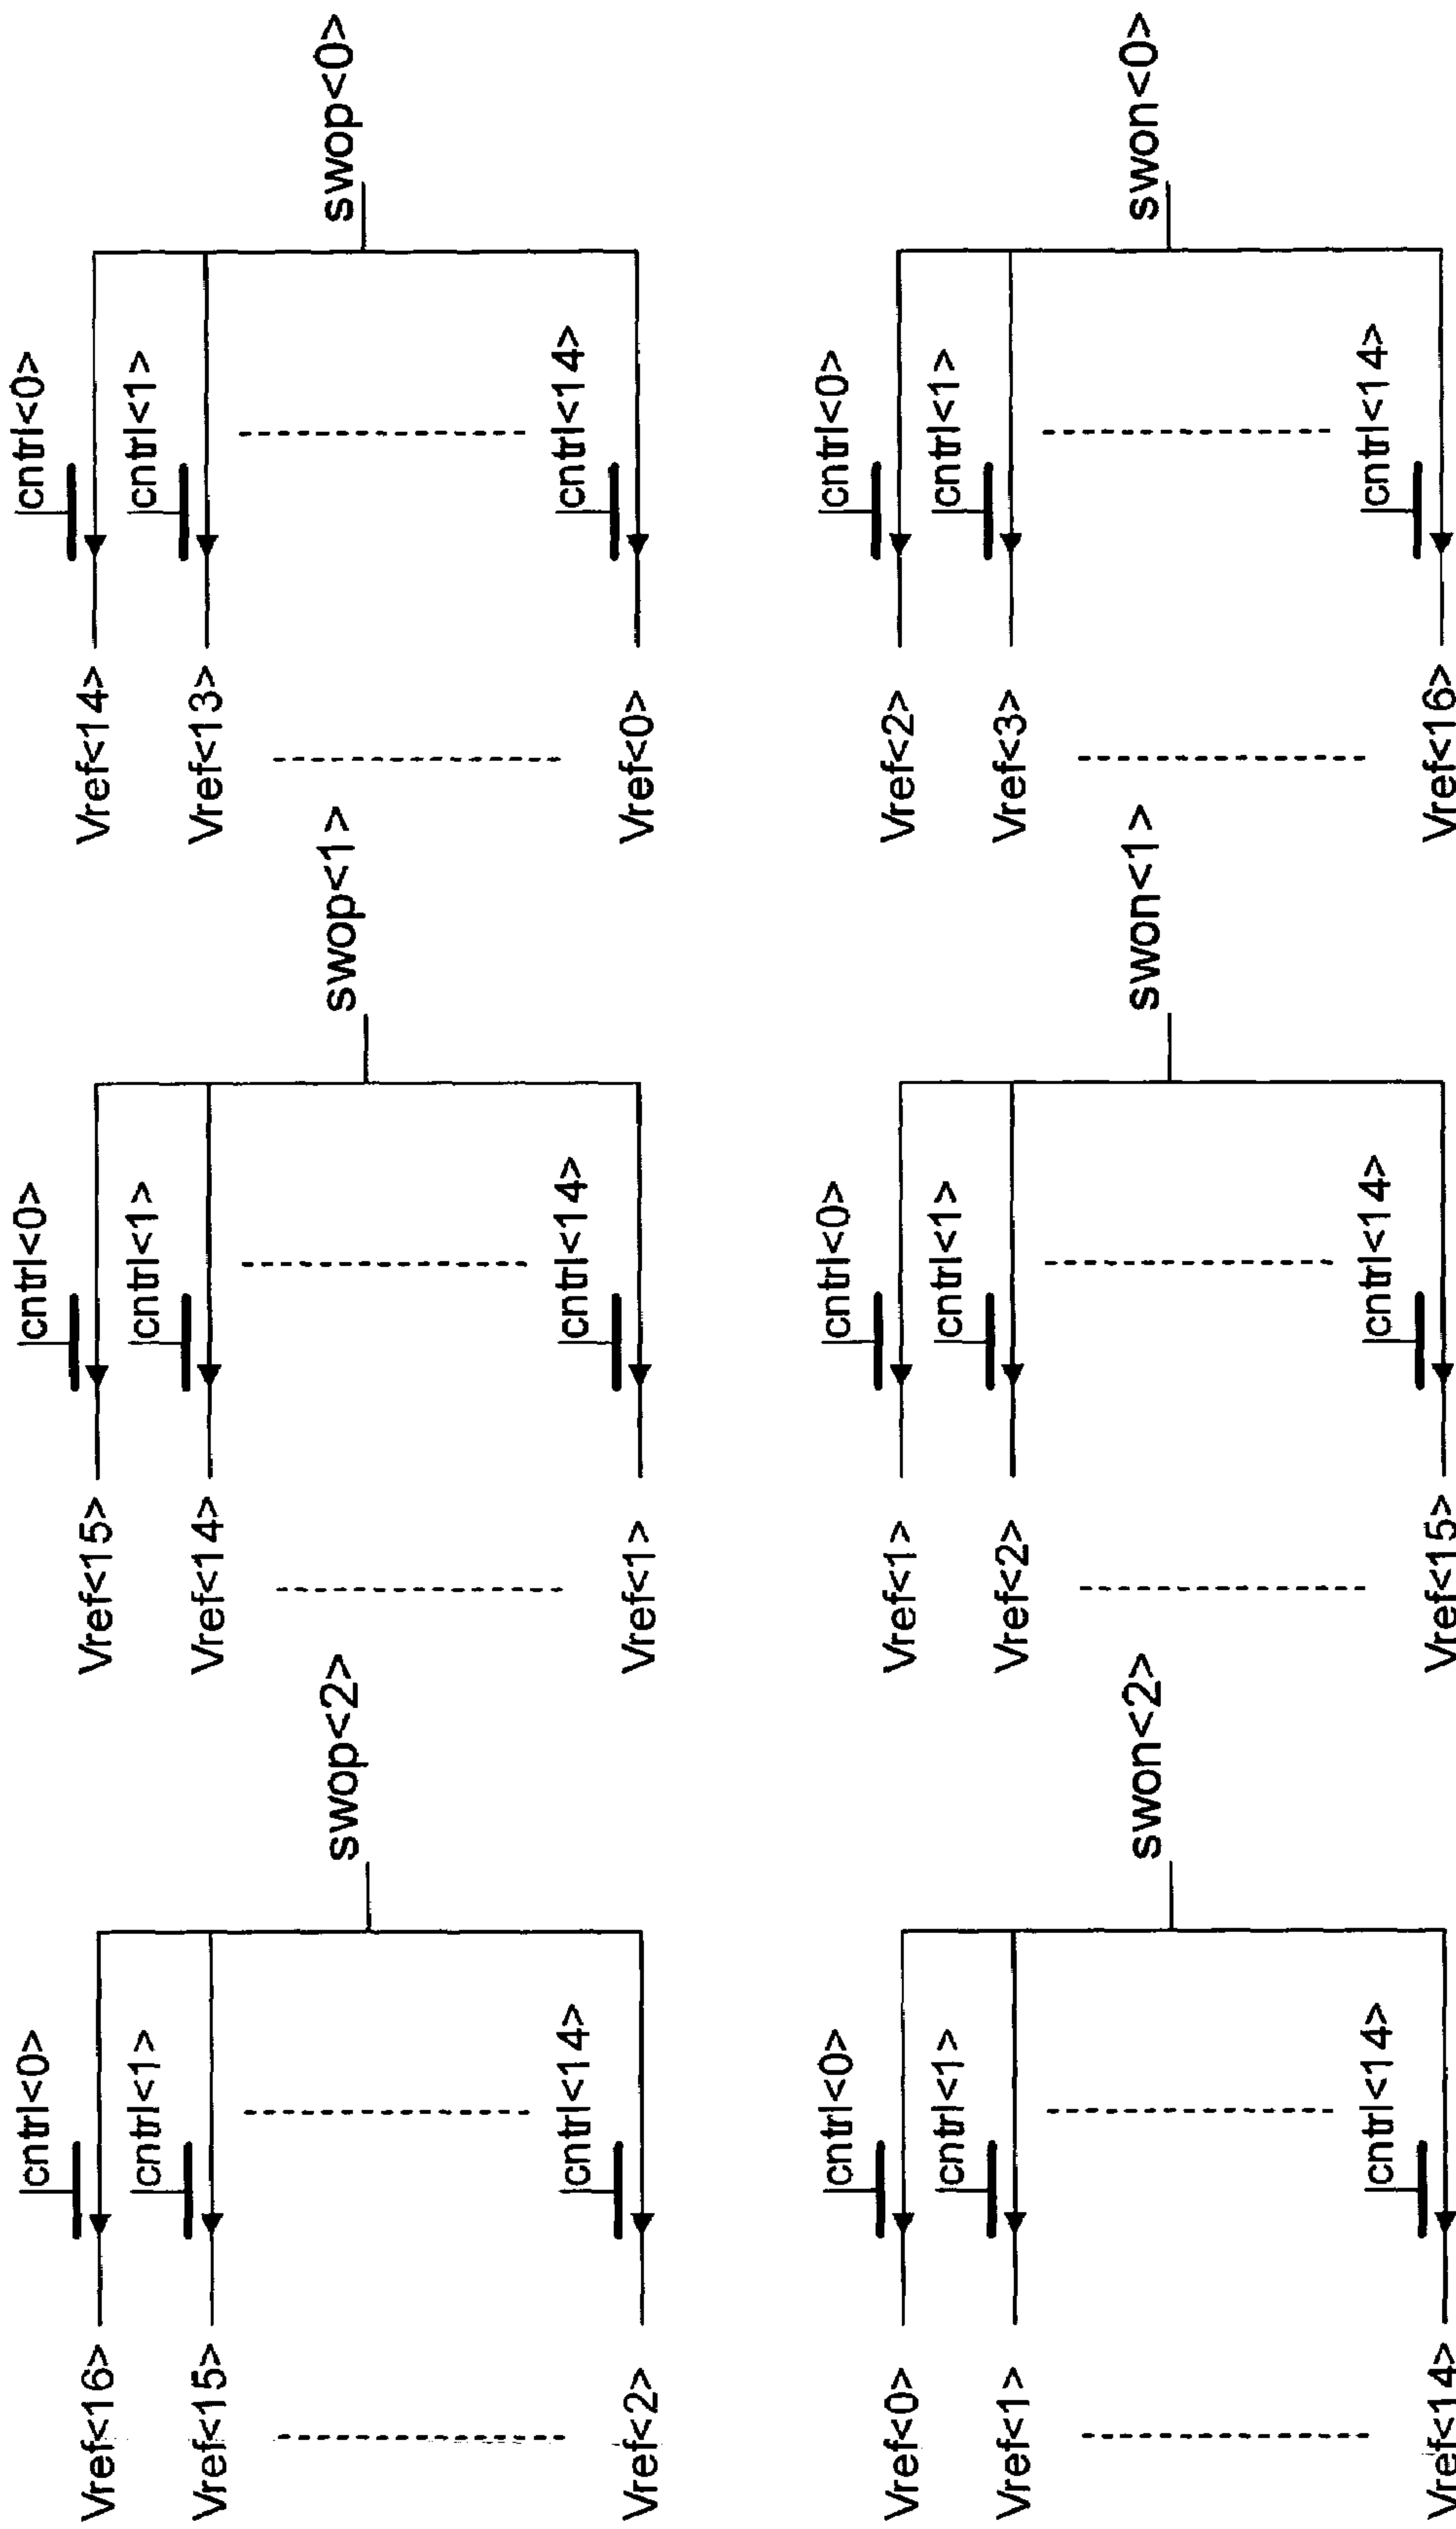 cntrl<0>
Vref<16>
cntrl<1>
Vref<15>
swop<2>
cntrl<14>
Vref<2>
cntrl<0>
Vref<15>
cntrl<1>
Vref<14>
swop<1>
cntrl<14>
Vref<1>
cntrl<0>
Vref<14>
cntrl<1>
Vref<13>
swop<0>
cntrl<14>
Vref<0>
cntrl<0>
Vref<0>
cntrl<1>
Vref<1>
swon<2>
cntrl<14>
Vref<14>
cntrl<0>
Vref<1>
cntrl<1>
Vref<2>
swon<1>
cntrl<14>
Vref<15>
cntrl<0>
Vref<2>
cntrl<1>
Vref<3>
swon<0>
cntrl<14>
Vref<16>